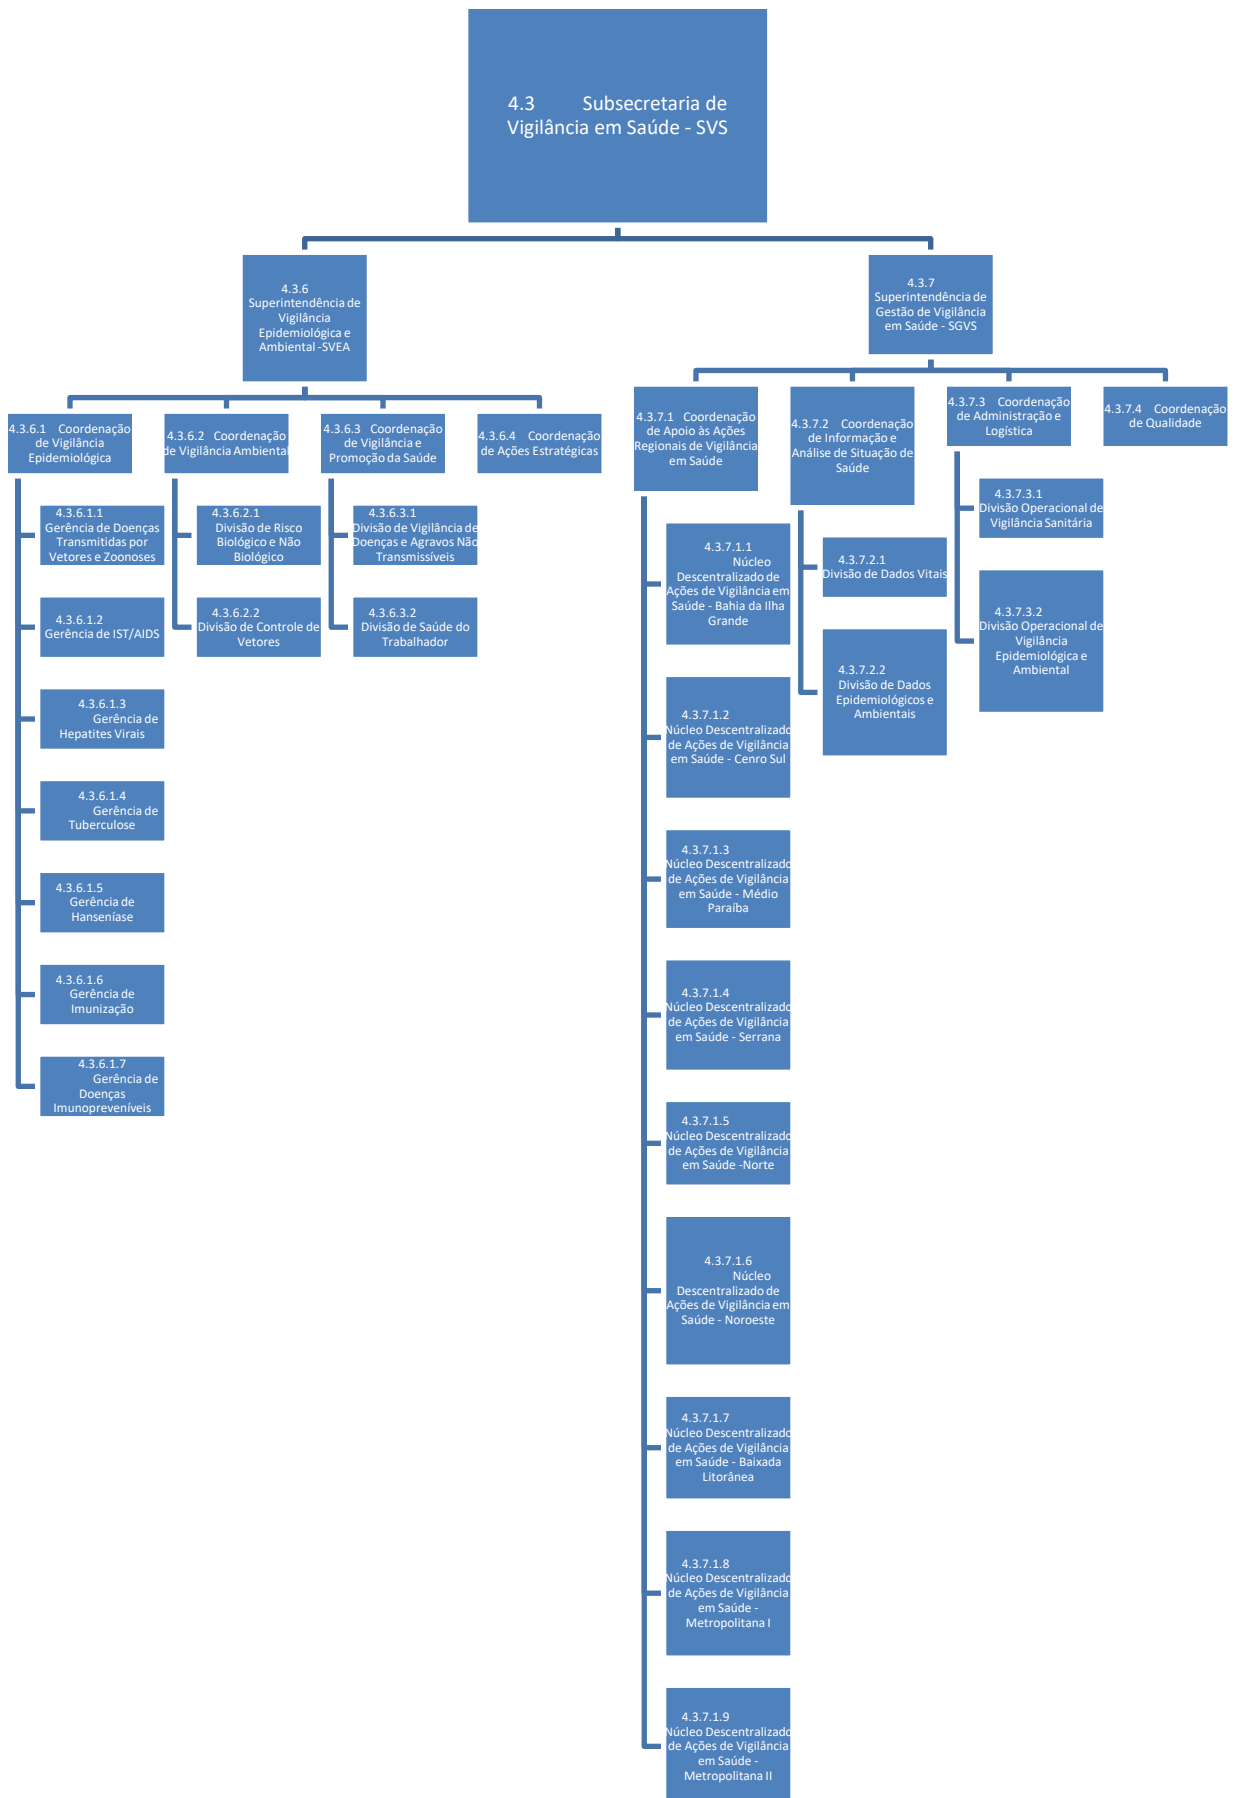 4.3 Subsecretaria de
Vigilância em Saúde - SVS
4.3.6
Superintendência de
Vigilância
Epidemiológica e
Ambiental -SVEA
4.3.7
Superintendência de
Gestão de Vigilância
em Saúde - SGVS
4.3.6.1 Coordenação
de Vigilância
Epidemiológica
4.3.6.2 Coordenação
de Vigilância Ambiental
4.3.6.3 Coordenação
de Vigilância e
Promoção da Saúde
4.3.6.4 Coordenação
de Ações Estratégicas
4.3.7.1 Coordenação
de Apoio às Ações
Regionais de Vigilância
em Saúde
4.3.7.2 Coordenação
de Informação e
Análise de Situação de
Saúde
4.3.7.3 Coordenação
de Administração e
Logística
4.3.7.4 Coordenação
de Qualidade
4.3.6.1.1
Gerência de Doenças
Transmitidas por
Vetores e Zoonoses
4.3.6.1.2
Gerência de IST/AIDS
4.3.6.1.3
Gerência de
Hepatites Virais
4.3.6.1.4
Gerência de
Tuberculose
4.3.6.1.5
Gerência de
Hanseníase
4.3.6.1.6
Gerência de
Imunização
4.3.6.1.7
Gerência de
Doenças
Imunopreveníveis
4.3.6.2.1
Divisão de Risco
Biológico e Não
Biológico
4.3.6.2.2
Divisão de Controle de
Vetores
4.3.6.3.1
Divisão de Vigilância de
Doenças e Agravos Não
Transmissíveis
4.3.6.3.2
Divisão de Saúde do
Trabalhador
4.3.7.1.1
Núcleo
Descentralizado de
Ações de Vigilância em
Saúde - Bahia da Ilha
Grande
4.3.7.1.2
Núcleo Descentralizado
de Ações de Vigilância
em Saúde - Cenro Sul
4.3.7.1.3
Núcleo Descentralizado
de Ações de Vigilância
em Saúde - Médio
Paraíba
4.3.7.1.4
Núcleo Descentralizado
de Ações de Vigilância
em Saúde - Serrana
4.3.7.1.5
Núcleo Descentralizado
de Ações de Vigilância
em Saúde -Norte
4.3.7.1.6
Núcleo
Descentralizado de
Ações de Vigilância em
Saúde - Noroeste
4.3.7.1.7
Núcleo Descentralizado
de Ações de Vigilância
em Saúde - Baixada
Litorânea
4.3.7.1.8
Núcleo Descentralizado
de Ações de Vigilância
em Saúde -
Metropolitana I
4.3.7.1.9
Núcleo Descentralizado
de Ações de Vigilância
em Saúde -
Metropolitana II
4.3.7.2.1
Divisão de Dados Vitais
4.3.7.2.2
Divisão de Dados
Epidemiológicos e
Ambientais
4.3.7.3.1
Divisão Operacional de
Vigilância Sanitária
4.3.7.3.2
Divisão Operacional de
Vigilância
Epidemiológica e
Ambiental